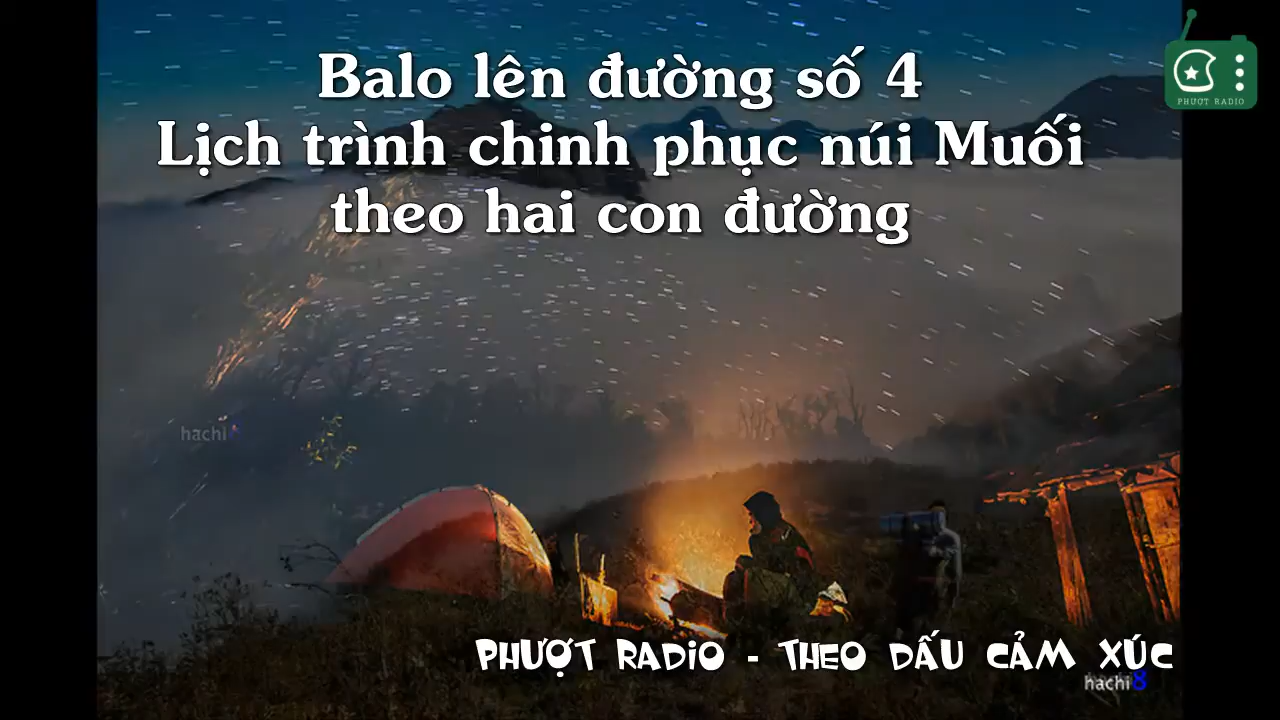 Balo lên đường số 4
Lịch trình chinh phục núi Muối
theo hai con đường
PHƯỢT RADIO
hachi8
PHƯỢT RADIO - THEO DẤU CẢM XÚC
hachi8